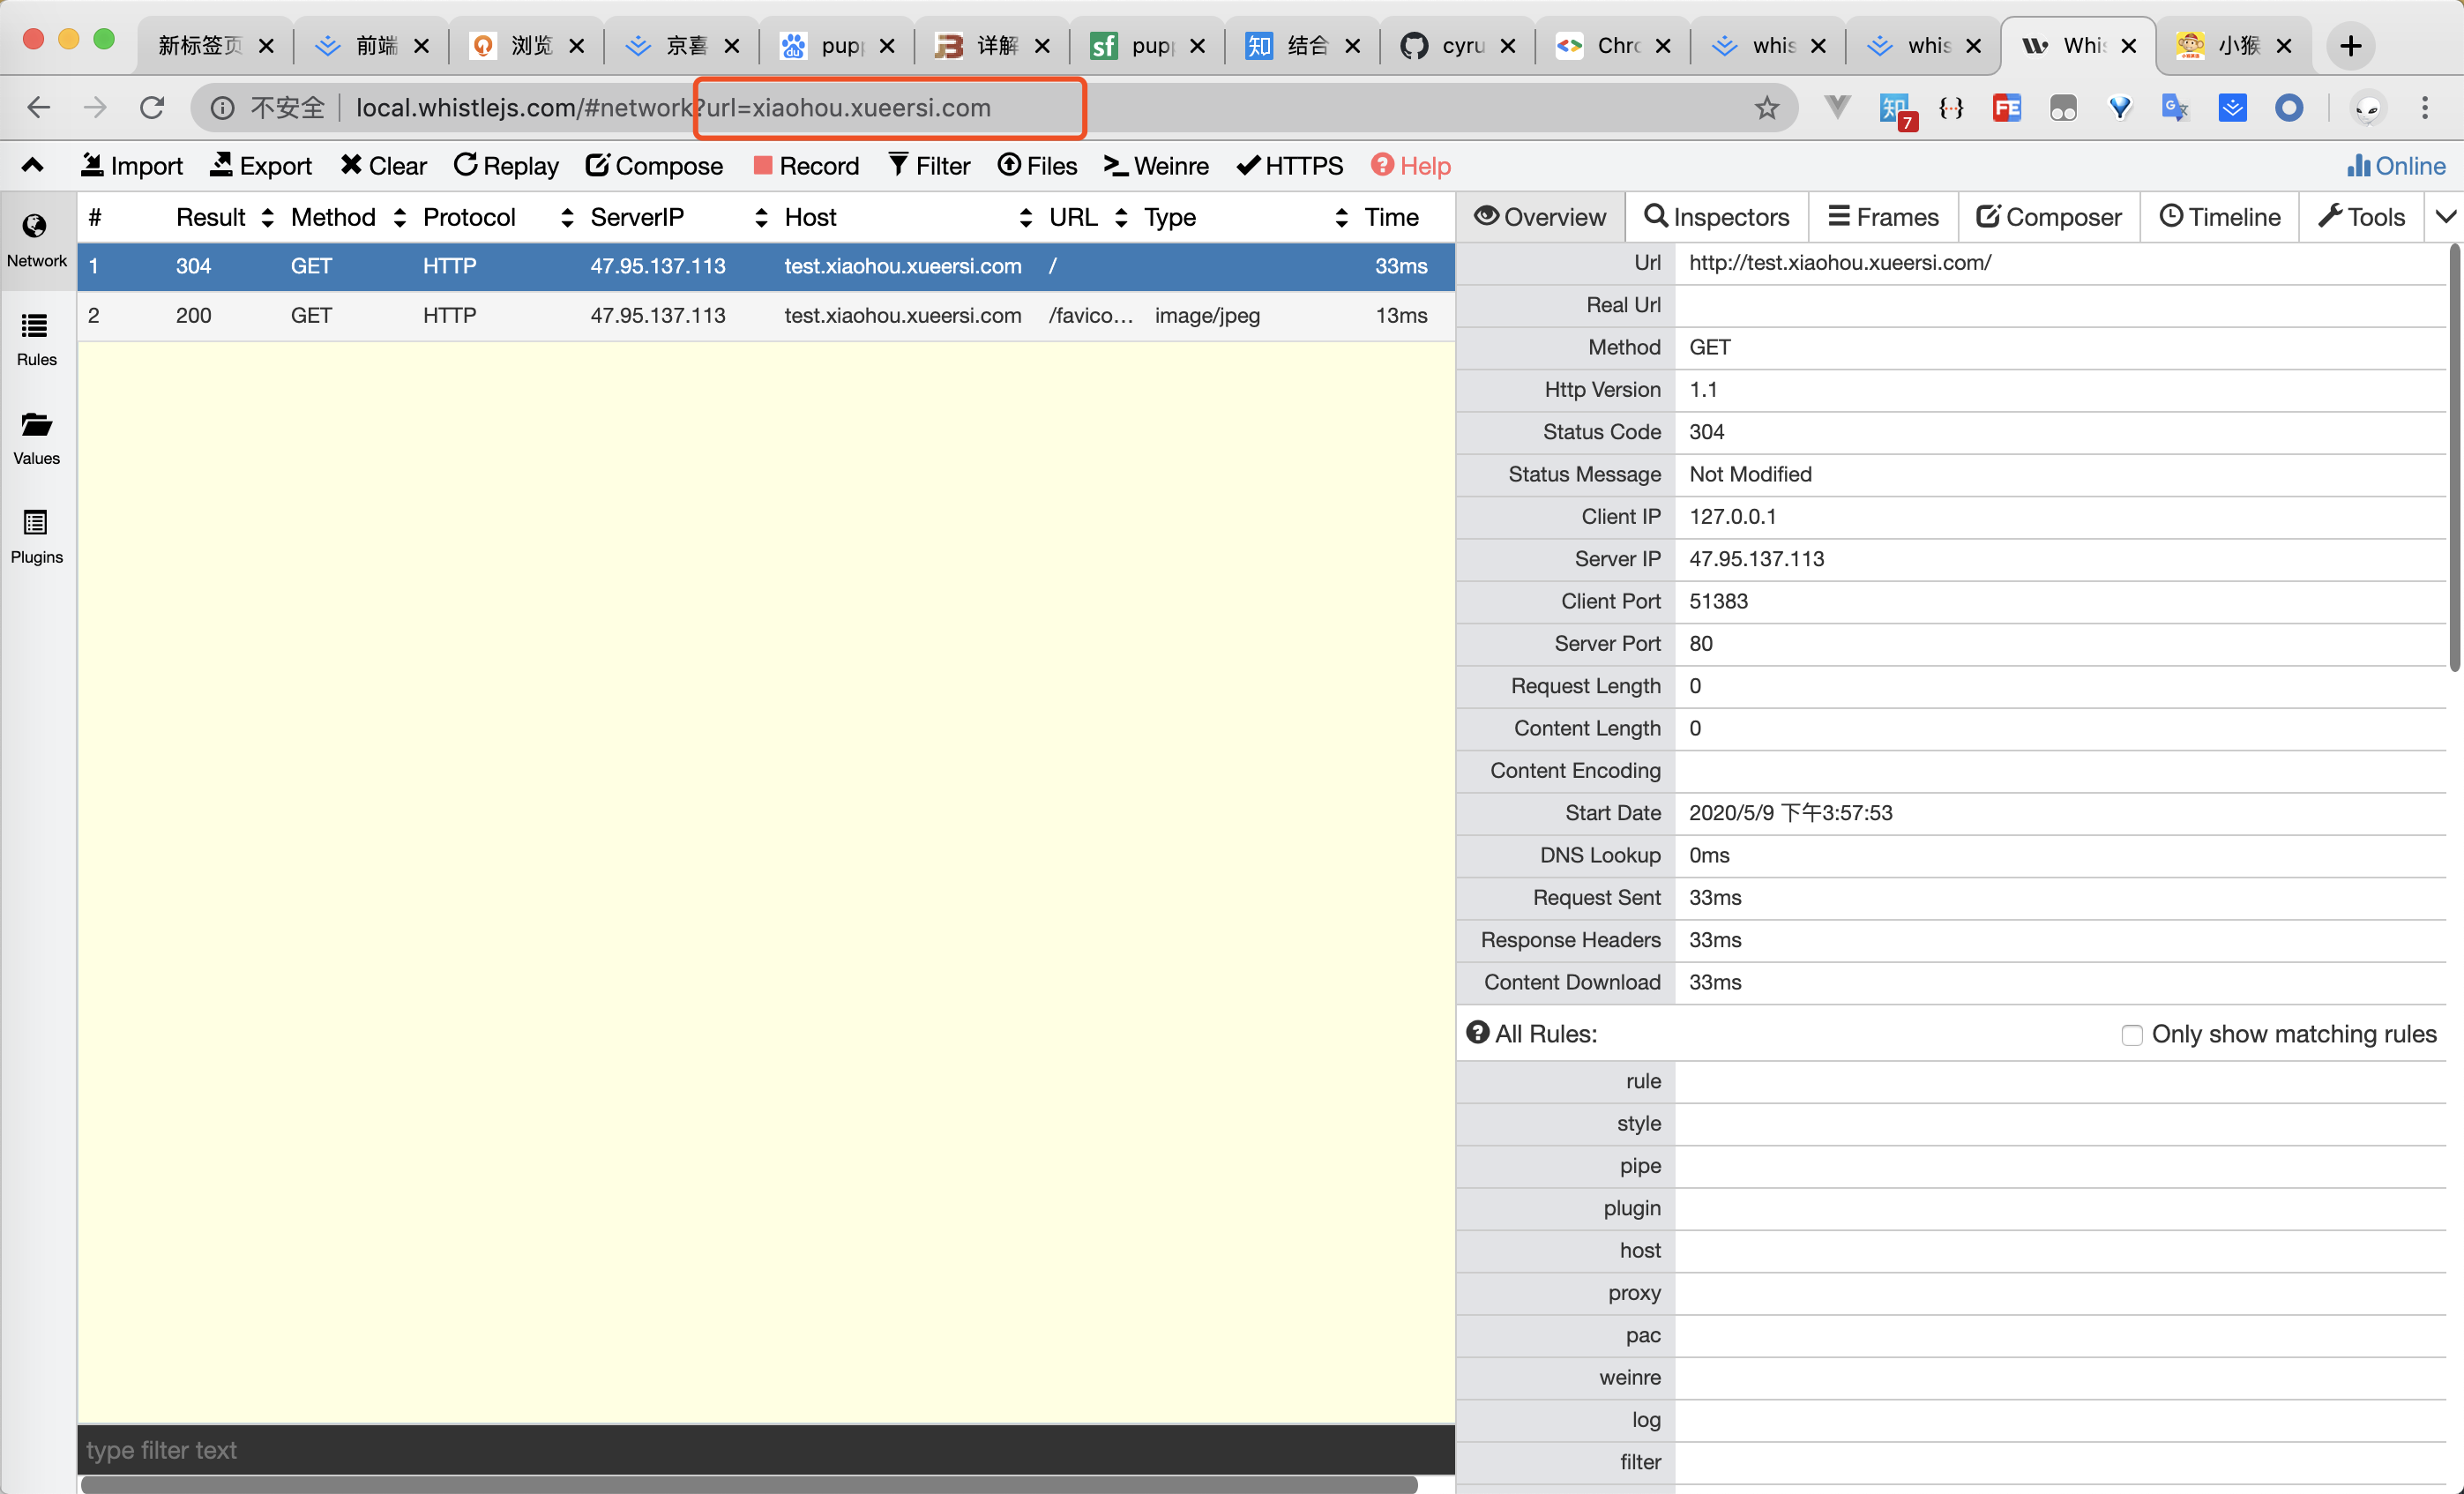 新标签页 前端 浏览 京喜 pupp 详解 pupp 结合 cyru Chro whis whis Whis 小猴
不安全 local.whistlejs.com/#network?url=xiaohou.xueersi.com 7
Import Export Clear Replay Compose Record Filter Files Weinre HTTPS Help Online
Network
Rules
Values
Plugins
# Result Method Protocol ServerIP Host URL Type Time
1 304 GET HTTP 47.95.137.113 test.xiaohou.xueersi.com / 33ms
2 200 GET HTTP 47.95.137.113 test.xiaohou.xueersi.com /favico... image/jpeg 13ms
type filter text
Overview Inspectors Frames Composer Timeline Tools
Url http://test.xiaohou.xueersi.com/
Real Url
Method GET
Http Version 1.1
Status Code 304
Status Message Not Modified
Client IP 127.0.0.1
Server IP 47.95.137.113
Client Port 51383
Server Port 80
Request Length 0
Content Length 0
Content Encoding
Start Date 2020/5/9 下午3:57:53
DNS Lookup 0ms
Request Sent 33ms
Response Headers 33ms
Content Download 33ms
All Rules: Only show matching rules
rule
style
pipe
plugin
host
proxy
pac
weinre
log
filter